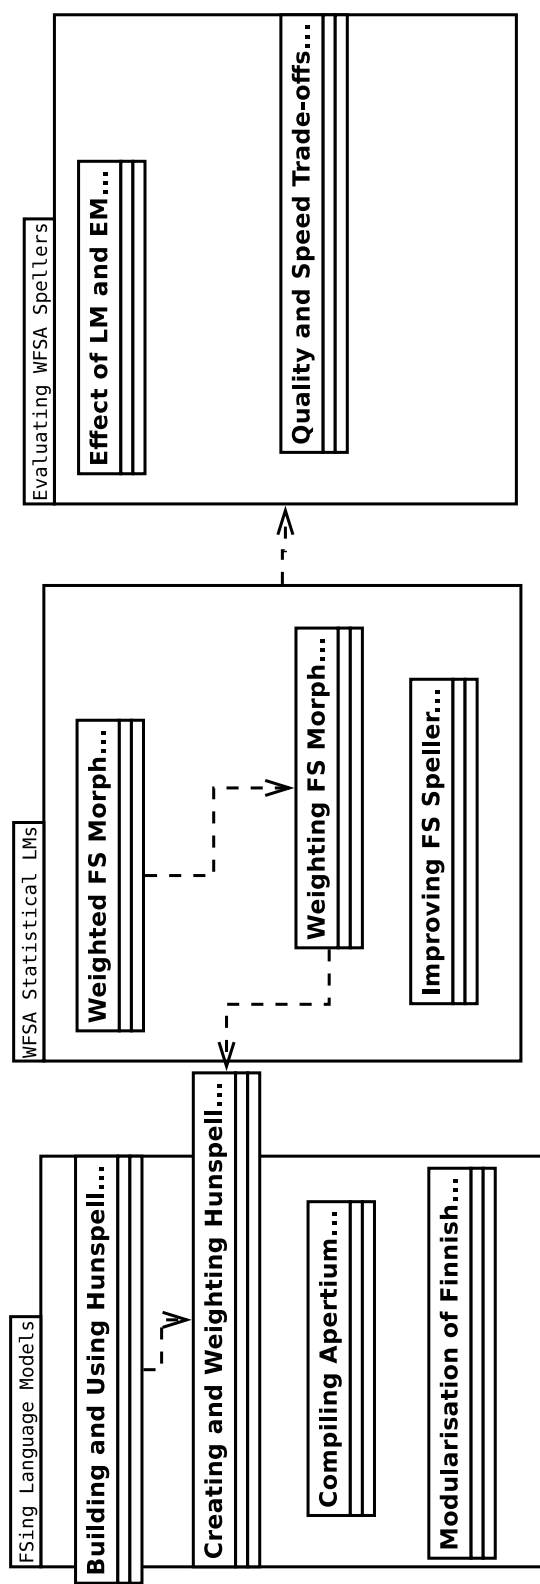 FSing Language Models
Building and Using Hunspell...
Creating and Weighting Hunspell...
Compiling Apertium...
Modularisation of Finnish...
WFSA Statistical LMs
Weighted FS Morph...
Weighting FS Morph...
Improving FS Speller...
Evaluating WFSA Spellers
Effect of LM and EM...
Quality and Speed Trade-offs...